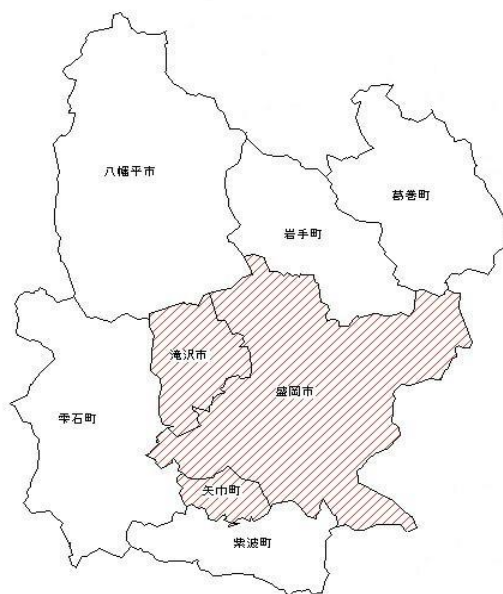 八幡平市
葛巻町
岩手町
滝沢市
盛岡市
雫石町
矢巾町
紫波町